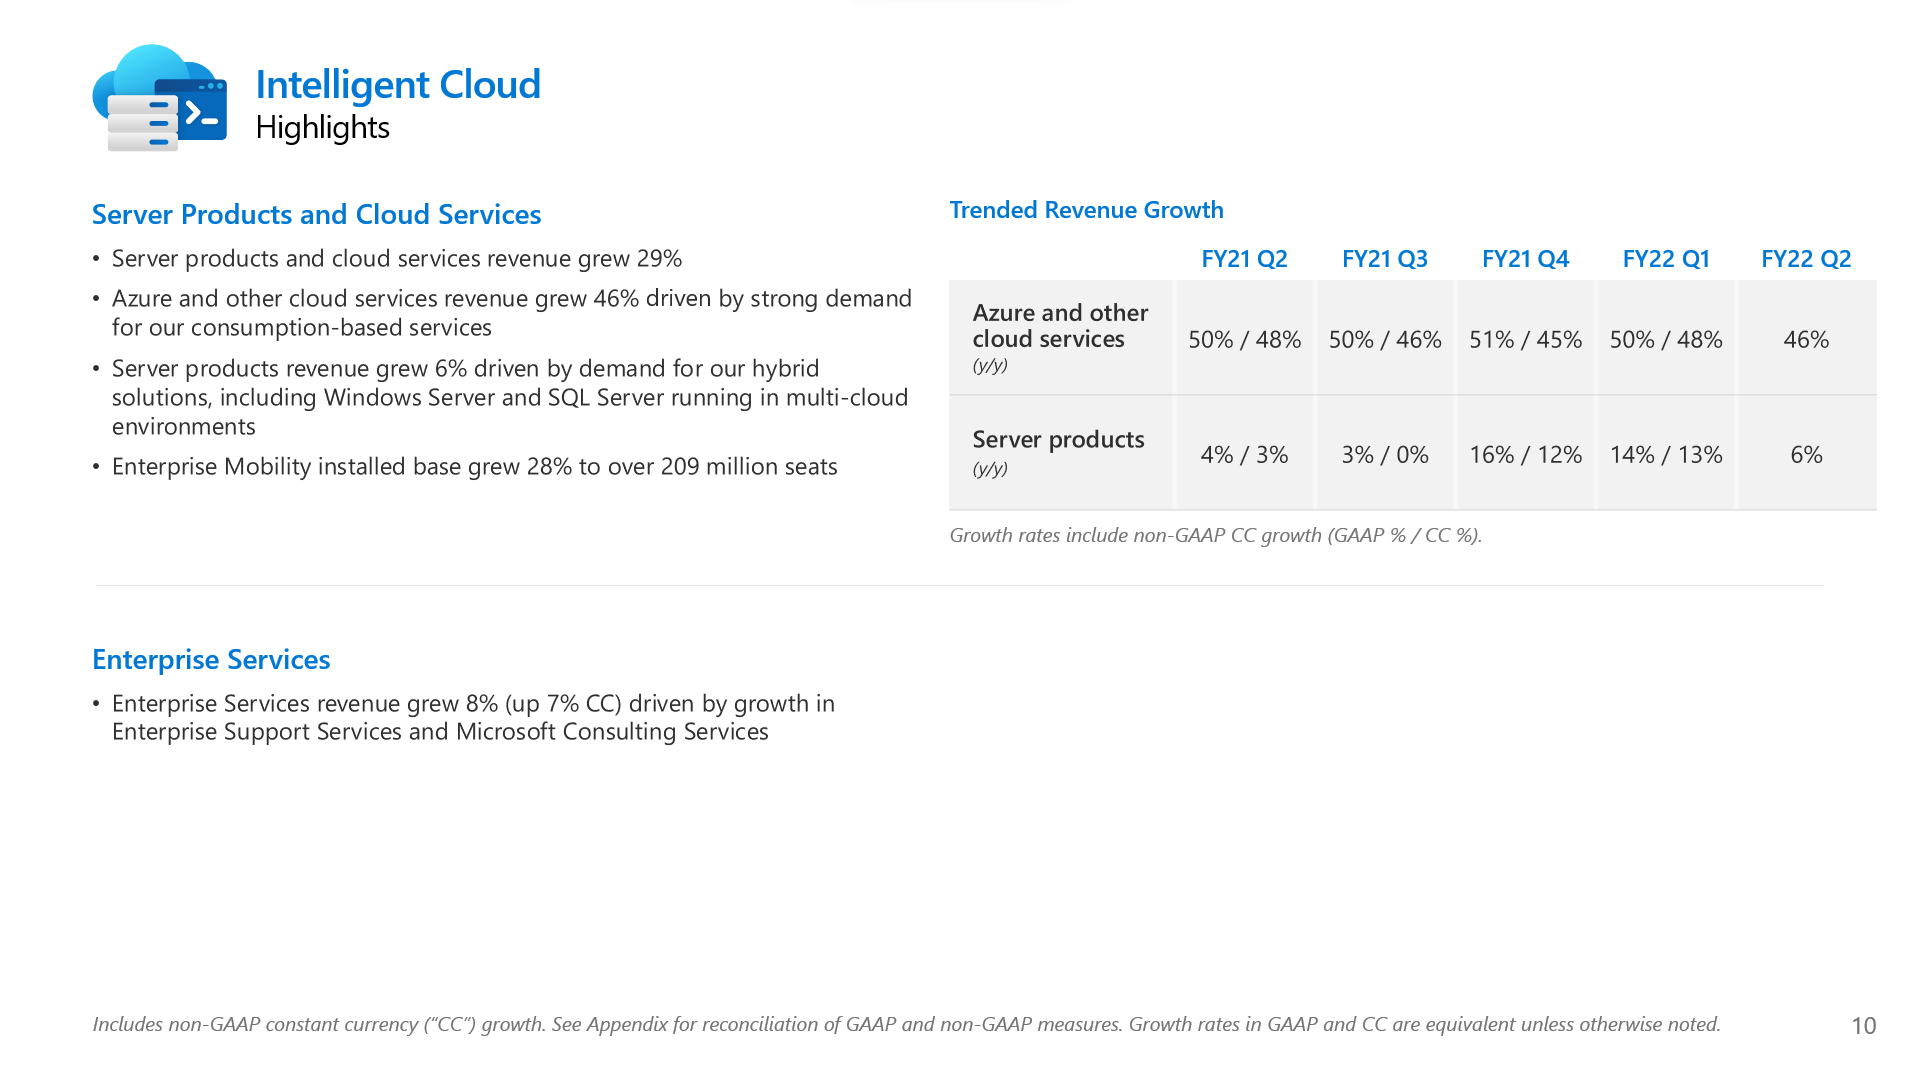 Intelligent Cloud
Highlights
Server Products and Cloud Services
• Server products and cloud services revenue grew 29%
• Azure and other cloud services revenue grew 46% driven by strong demand
for our consumption-based services
• Server products revenue grew 6% driven by demand for our hybrid
solutions, including Windows Server and SQL Server running in multi-cloud
environments
• Enterprise Mobility installed base grew 28% to over 209 million seats
Trended Revenue Growth
FY21 Q2 FY21 Q3 FY21 Q4 FY22 Q1 FY22 Q2
Azure and other
cloud services
(y/y)
50% / 48% 50% / 46% 51% / 45% 50% / 48% 46%
Server products
(y/y)
4% / 3% 3% / 0% 16% / 12% 14% / 13% 6%
Growth rates include non-GAAP CC growth (GAAP % / CC %).
Enterprise Services
• Enterprise Services revenue grew 8% (up 7% CC) driven by growth in
Enterprise Support Services and Microsoft Consulting Services
Includes non-GAAP constant currency (“CC”) growth. See Appendix for reconciliation of GAAP and non-GAAP measures. Growth rates in GAAP and CC are equivalent unless otherwise noted.
10